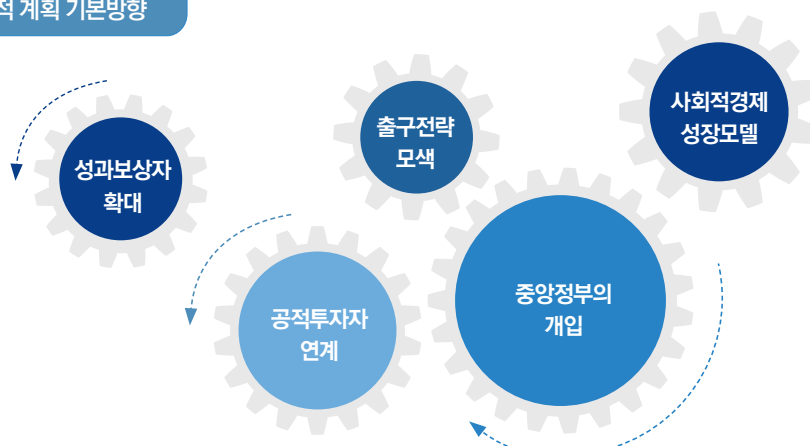 적 계획 기본방향
성과보상자
확대
출구전략
모색
사회적경제
성장모델
공적투자자
연계
중앙정부의
개입